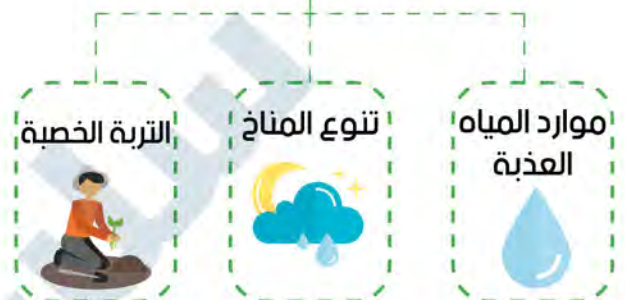 موارد المياه
العذبة
تنوع المناخ
التربة الخصبة